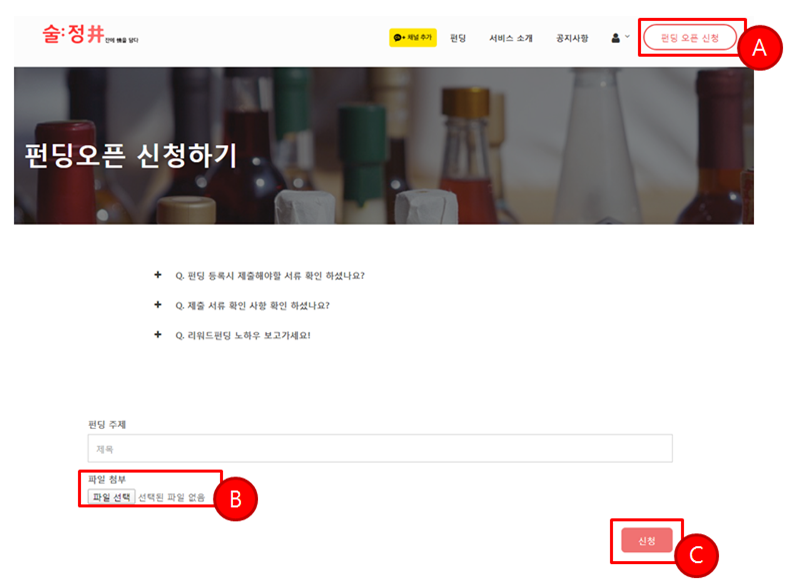 술:정井 잔에 情을 담다
+ 채널 추가
펀딩
서비스 소개
공지사항
펀딩 오픈 신청
A
펀딩오픈 신청하기
+ Q. 펀딩 등록시 제출해야할 서류 확인 하셨나요?
+ Q. 제출 서류 확인 사항 확인 하셨나요?
+ Q. 리워드펀딩 노하우 보고가세요!
펀딩 주제
제목
파일 첨부
파일 선택 선택된 파일 없음
B
신청
C